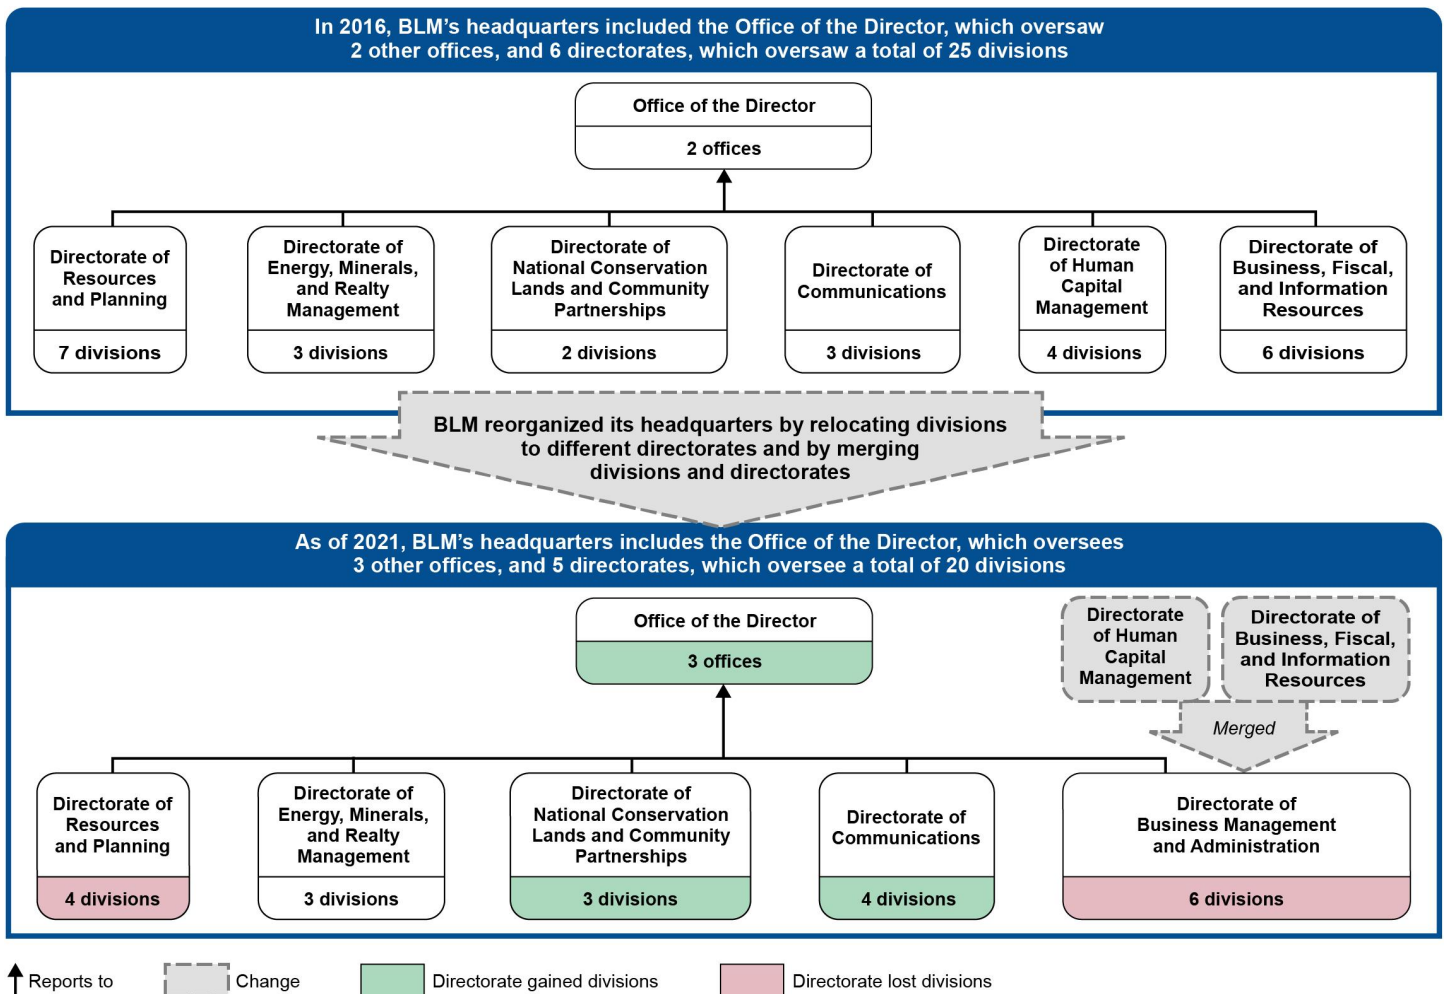 In 2016, BLM's headquarters included the Office of the Director, which oversaw
2 other offices, and 6 directorates, which oversaw a total of 25 divisions
Office of the Director
2 offices
Directorate of
Resources
and Planning
7 divisions
Directorate of
Energy, Minerals,
and Realty
Management
3 divisions
Directorate of
National Conservation
Lands and Community
Partnerships
2 divisions
Directorate of
Communications
3 divisions
Directorate
of Human
Capital
Management
4 divisions
Directorate of
Business, Fiscal,
and Information
Resources
6 divisions
BLM reorganized its headquarters by relocating divisions
to different directorates and by merging
divisions and directorates
As of 2021, BLM's headquarters includes the Office of the Director, which oversees
3 other offices, and 5 directorates, which oversee a total of 20 divisions
Office of the Director
3 offices
Directorate
of Human
Capital
Management
Directorate of
Business, Fiscal,
and Information
Resources
Merged
Directorate of
Resources
and Planning
4 divisions
Directorate of
Energy, Minerals,
and Realty
Management
3 divisions
Directorate of
National Conservation
Lands and Community
Partnerships
3 divisions
Directorate of
Communications
4 divisions
Directorate of
Business Management
and Administration
6 divisions
Reports to
Change
Directorate gained divisions
Directorate lost divisions